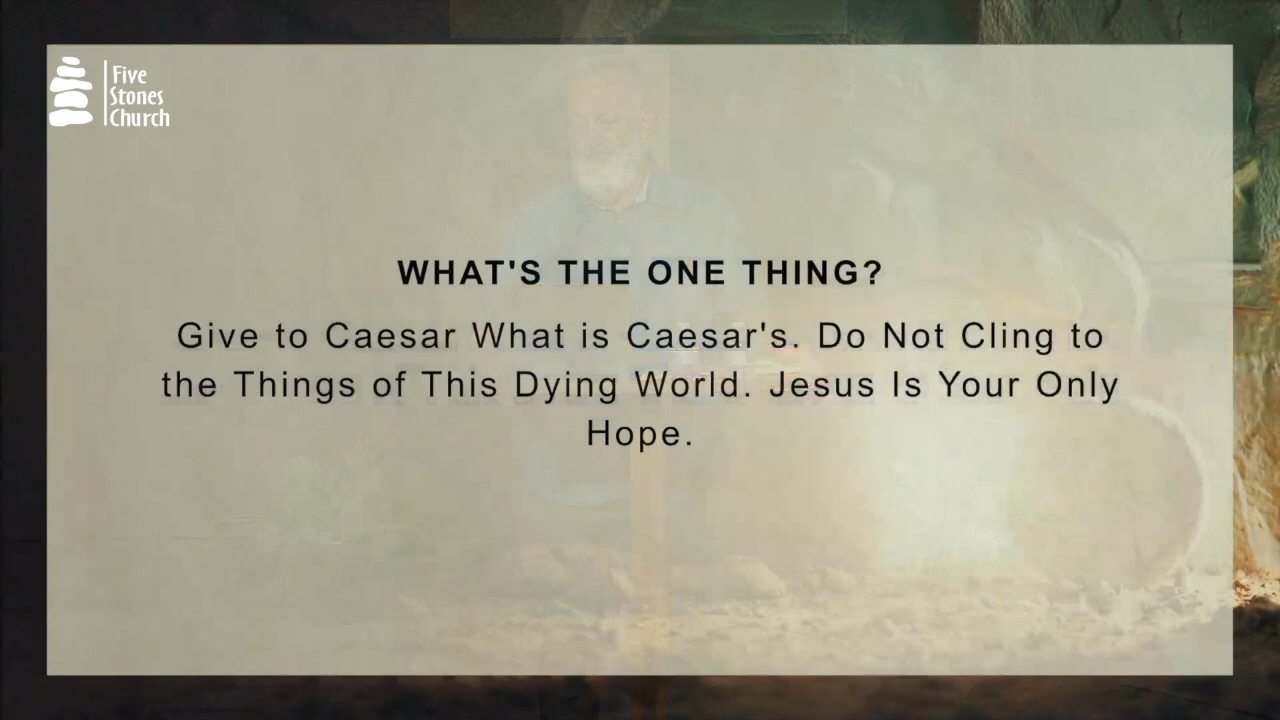 Five
Stones
Church
WHAT'S THE ONE THING?
Give to Caesar What is Caesar's. Do Not Cling to
the Things of This Dying World. Jesus Is Your Only
Hope.